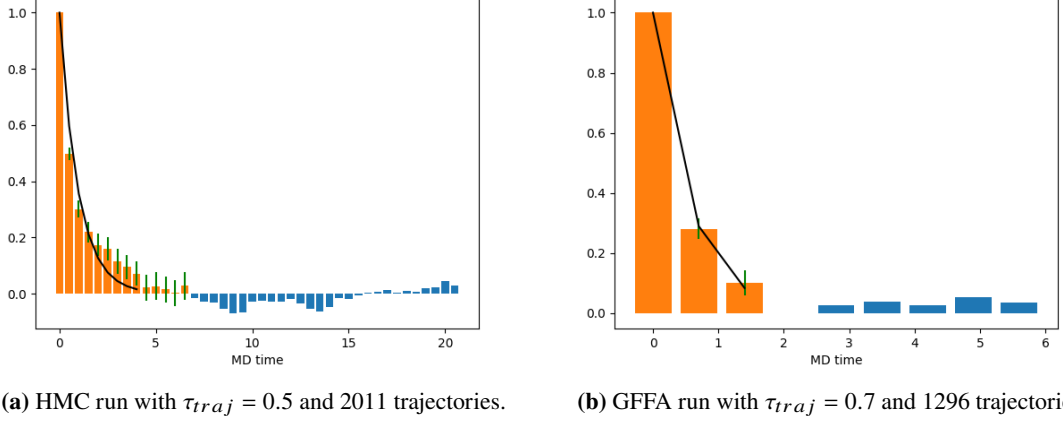 1.0
0.8
0.6
0.4
0.2
0.0
0 5 10 15 20
MD time
(a) HMC run with τtraj = 0.5 and 2011 trajectories.
1.0
0.8
0.6
0.4
0.2
0.0
0 1 2 3 4 5 6
MD time
(b) GFFA run with τtraj = 0.7 and 1296 trajectori